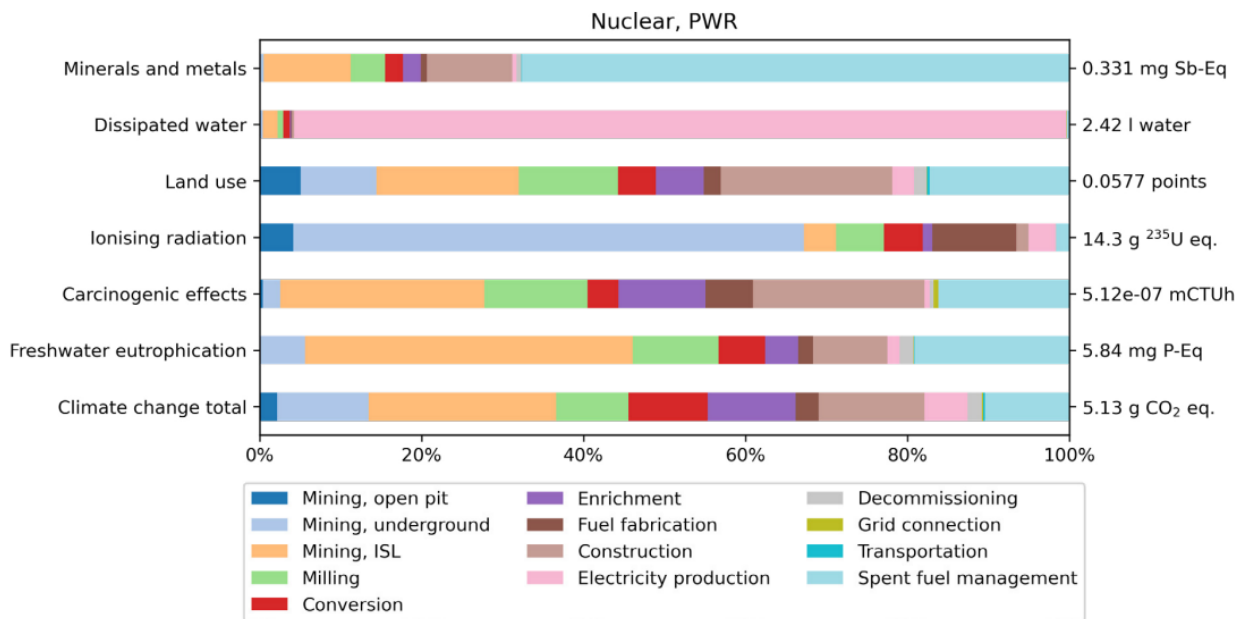 Nuclear, PWR
Minerals and metals
0.331 mg Sb-Eq
Dissipated water
2.42 l water
Land use
0.0577 points
Ionising radiation
14.3 g ²³⁵U eq.
Carcinogenic effects
5.12e-07 mCTUh
Freshwater eutrophication
5.84 mg P-Eq
Climate change total
5.13 g CO₂ eq.
0% 20% 40% 60% 80% 100%
Mining, open pit
Mining, underground
Mining, ISL
Milling
Conversion
Enrichment
Fuel fabrication
Construction
Electricity production
Decommissioning
Grid connection
Transportation
Spent fuel management